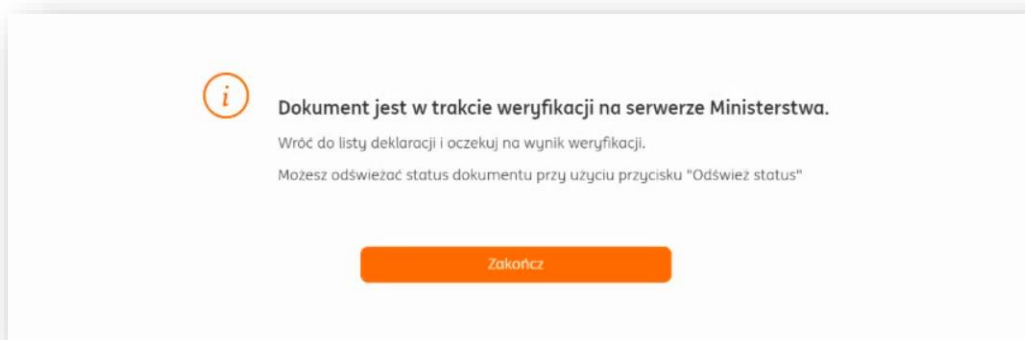 i
Dokument jest w trakcie weryfikacji na serwerze Ministerstwa.
Wróć do listy deklaracji i oczekuj na wynik weryfikacji.
Możesz odświeżać status dokumentu przy użyciu przycisku "Odśwież status"
Zakończ